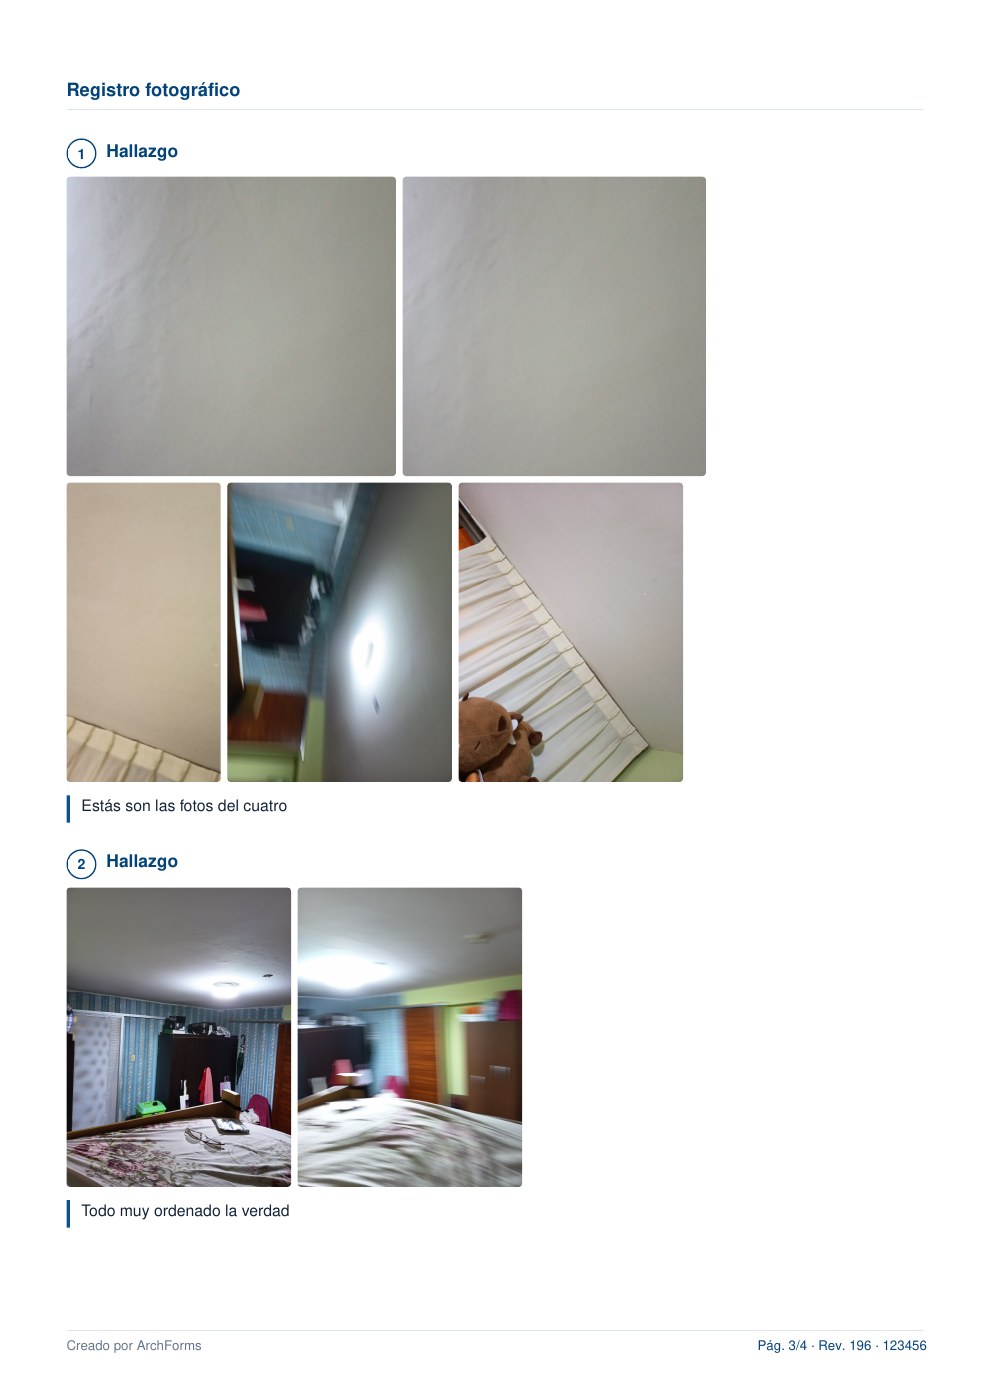 Registro fotográfico
1 Hallazgo
Estás son las fotos del cuatro
2 Hallazgo
Todo muy ordenado la verdad
Creado por ArchForms
Pág. 3/4 · Rev. 196 · 123456